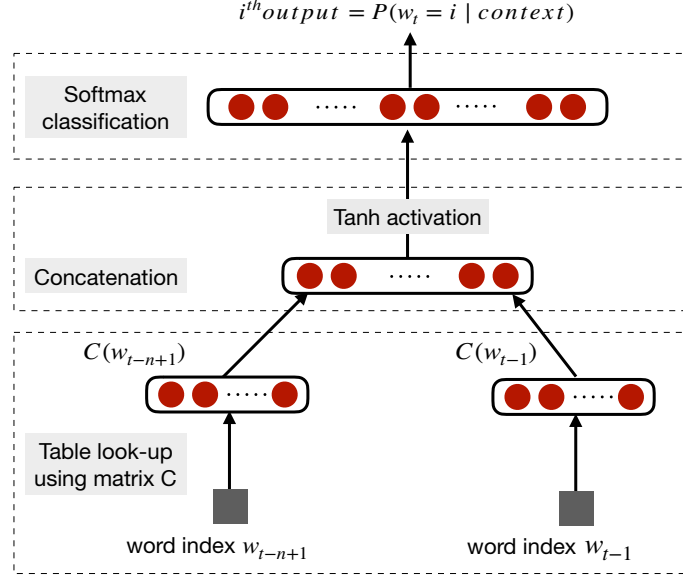 i^{th}output = P(w_t = i | context)
Softmax
classification
Tanh activation
Concatenation
C(w_{t-n+1})
C(w_{t-1})
Table look-up
using matrix C
word index w_{t-n+1}
word index w_{t-1}